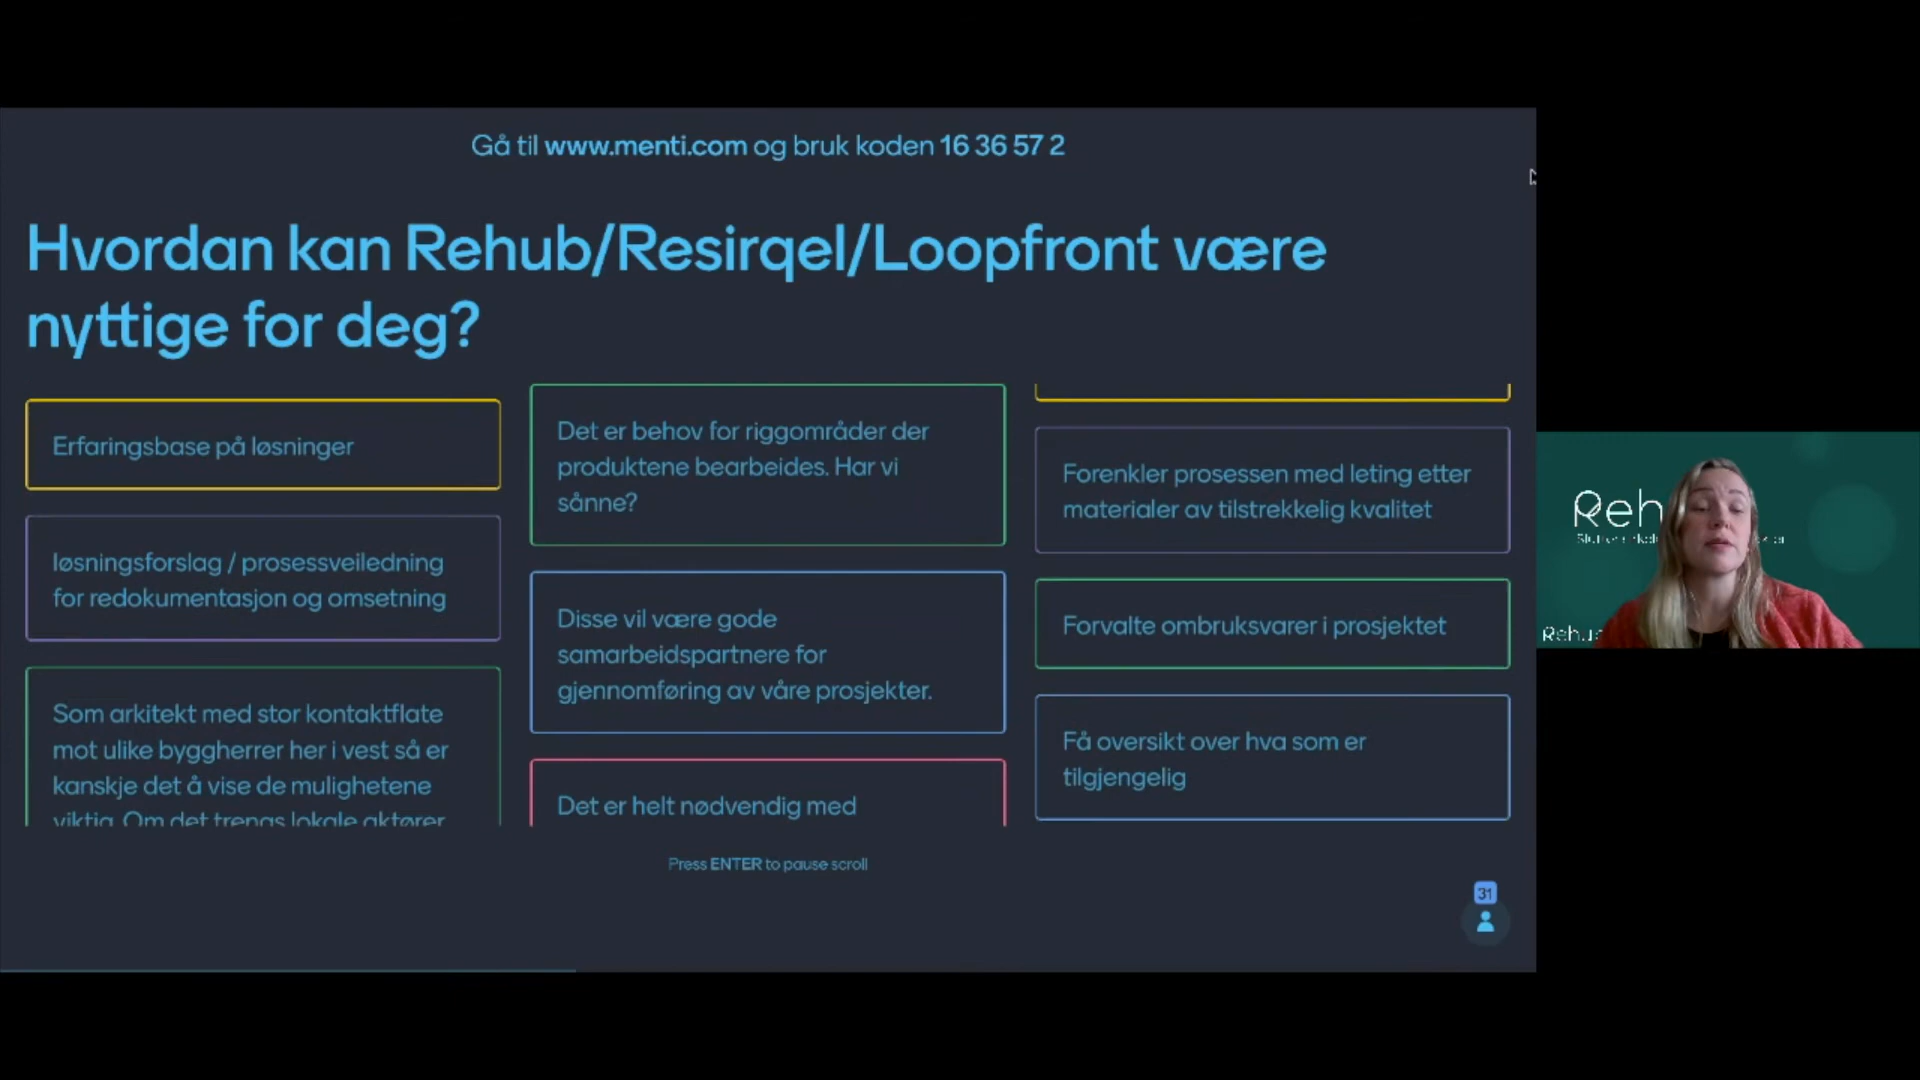 Gå til www.menti.com og bruk koden 16 36 57 2
Hvordan kan Rehub/Resirqel/Loopfront være
nyttige for deg?
Erfaringsbase på løsninger
løsningsforslag / prosessveiledning
for redokumentasjon og omsetning
Som arkitekt med stor kontaktflate
mot ulike byggherrer her i vest så er
kanskje det å vise de mulighetene
viktig. Om det trengs lokale aktører
Det er behov for riggområder der
produktene bearbeides. Har vi
sånne?
Disse vil være gode
samarbeidspartnere for
gjennomføring av våre prosjekter.
Det er helt nødvendig med
Forenkler prosessen med leting etter
materialer av tilstrekkelig kvalitet
Forvalte ombruksvarer i prosjektet
Få oversikt over hva som er
tilgjengelig
Press ENTER to pause scroll
31
Reh